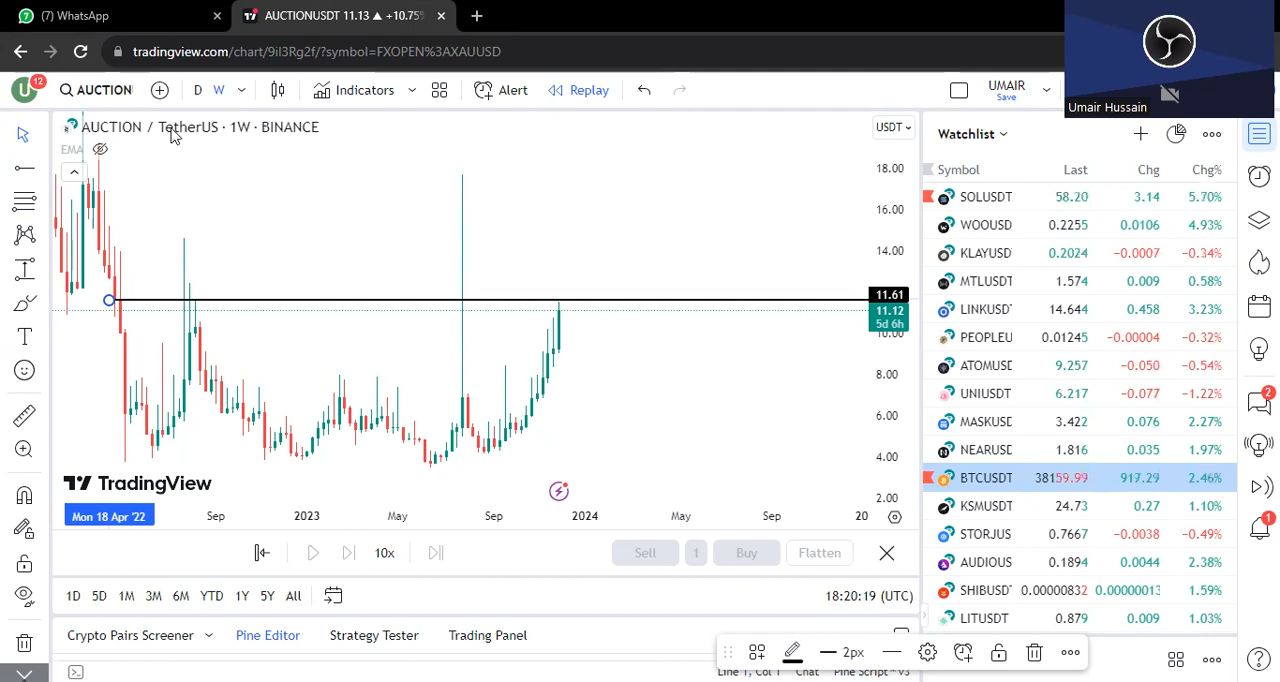 (7) WhatsApp
AUCTIONUSDT 11.13 ▲ +10.75%
tradingview.com/chart/9il3Rg2f/?symbol=FXOPEN%3AXAUUSD
Umair Hussain
U 12
AUCTION
D W
Indicators
Alert
Replay
UMAIR
Save
AUCTION / TetherUS · 1W · BINANCE
EMA
USDT
18.00
16.00
14.00
11.61
11.12
5d 6h
10.00
8.00
6.00
4.00
2.00
TradingView
Mon 18 Apr '22
Sep 2023 May Sep 2024 May Sep 20
10x
Sell 1 Buy Flatten
1D 5D 1M 3M 6M YTD 1Y 5Y All
18:20:19 (UTC)
Crypto Pairs Screener Pine Editor Strategy Tester Trading Panel
2px
Line 1, Col 1 Chat Pine Script™ v3
Watchlist
Symbol Last Chg Chg%
SOLUSDT 58.20 3.14 5.70%
WOOUSD 0.2255 0.0106 4.93%
KLAYUSD 0.2024 −0.0007 −0.34%
MTLUSDT 1.574 0.009 0.58%
LINKUSD 14.644 0.458 3.23%
PEOPLEU 0.01245 −0.00004 −0.32%
ATOMUSD 9.257 −0.050 −0.54%
UNIUSDT 6.217 −0.077 −1.22%
MASKUSD 3.422 0.076 2.27%
NEARUSD 1.816 0.035 1.97%
BTCUSDT 38159.99 917.29 2.46%
KSMUSDT 24.73 0.27 1.10%
STORJUS 0.7667 −0.0038 −0.49%
AUDIOUS 0.1894 0.0044 2.38%
SHIBUSDT 0.00000832 0.00000013 1.59%
LITUSDT 0.879 0.009 1.03%
2
1